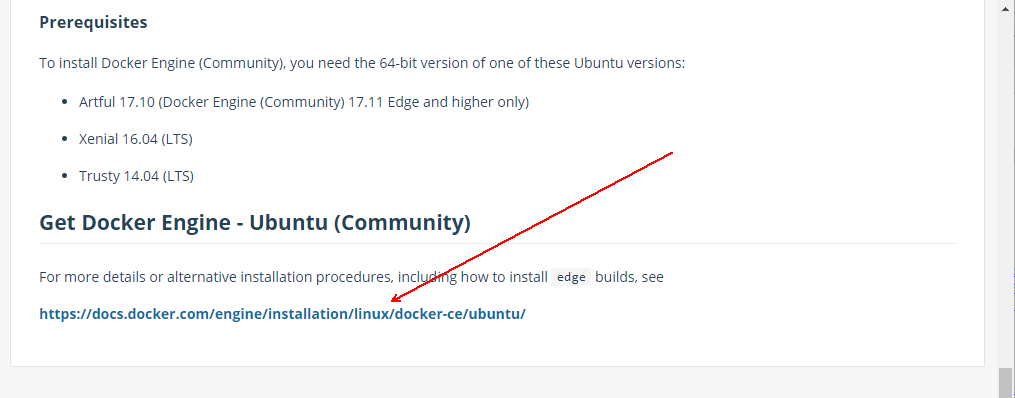 Prerequisites
To install Docker Engine (Community), you need the 64-bit version of one of these Ubuntu versions:
• Artful 17.10 (Docker Engine (Community) 17.11 Edge and higher only)
• Xenial 16.04 (LTS)
• Trusty 14.04 (LTS)
Get Docker Engine - Ubuntu (Community)
For more details or alternative installation procedures, including how to install edge builds, see
https://docs.docker.com/engine/installation/linux/docker-ce/ubuntu/